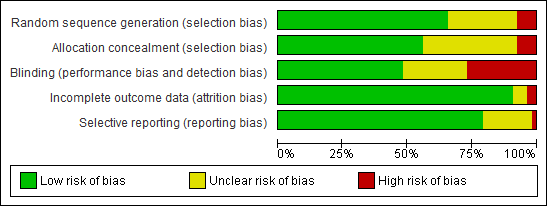 Random sequence generation (selection bias)
Allocation concealment (selection bias)
Blinding (performance bias and detection bias)
Incomplete outcome data (attrition bias)
Selective reporting (reporting bias)
0% 25% 50% 75% 100%
Low risk of bias Unclear risk of bias High risk of bias